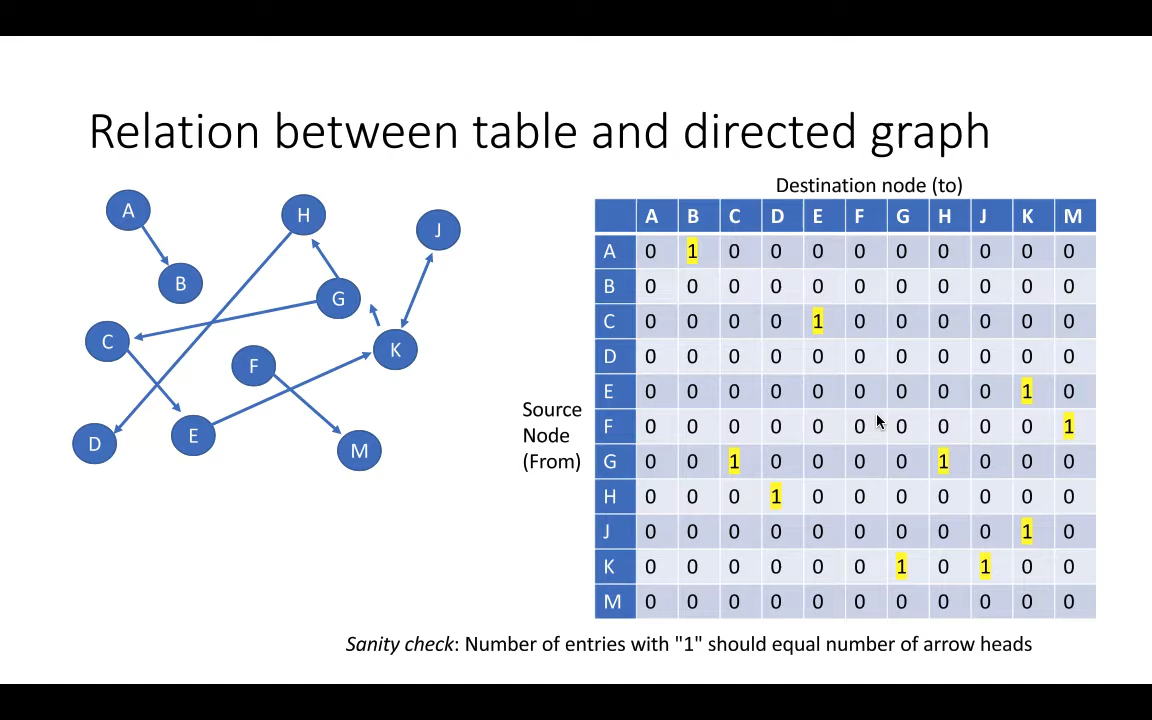 Relation between table and directed graph
A
H
J
B
G
C
K
F
D
E
M
Destination node (to)
Source
Node
(From)
A B C D E F G H J K M
A 0 1 0 0 0 0 0 0 0 0 0
B 0 0 0 0 0 0 0 0 0 0 0
C 0 0 0 0 1 0 0 0 0 0 0
D 0 0 0 0 0 0 0 0 0 0 0
E 0 0 0 0 0 0 0 0 0 1 0
F 0 0 0 0 0 0 0 0 0 0 1
G 0 0 1 0 0 0 0 1 0 0 0
H 0 0 0 1 0 0 0 0 0 0 0
J 0 0 0 0 0 0 0 0 0 1 0
K 0 0 0 0 0 0 1 0 1 0 0
M 0 0 0 0 0 0 0 0 0 0 0
Sanity check: Number of entries with "1" should equal number of arrow heads